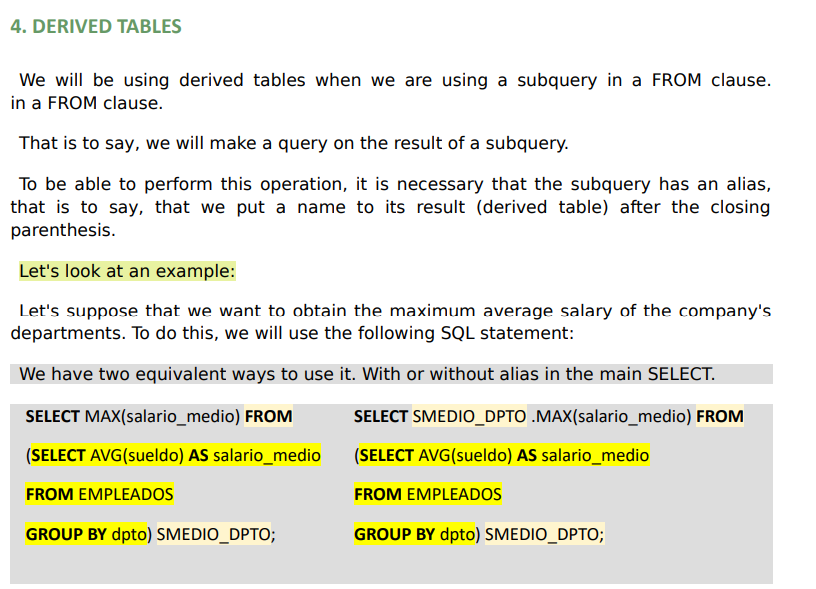 4. DERIVED TABLES
We will be using derived tables when we are using a subquery in a FROM clause.
in a FROM clause.
That is to say, we will make a query on the result of a subquery.
To be able to perform this operation, it is necessary that the subquery has an alias,
that is to say, that we put a name to its result (derived table) after the closing
parenthesis.
Let's look at an example:
Let's suppose that we want to obtain the maximum average salary of the company's
departments. To do this, we will use the following SQL statement:
We have two equivalent ways to use it. With or without alias in the main SELECT.
SELECT MAX(salario_medio) FROM
(SELECT AVG(sueldo) AS salario_medio
FROM EMPLEADOS
GROUP BY dpto) SMEDIO_DPTO;
SELECT SMEDIO_DPTO .MAX(salario_medio) FROM
(SELECT AVG(sueldo) AS salario_medio
FROM EMPLEADOS
GROUP BY dpto) SMEDIO_DPTO;